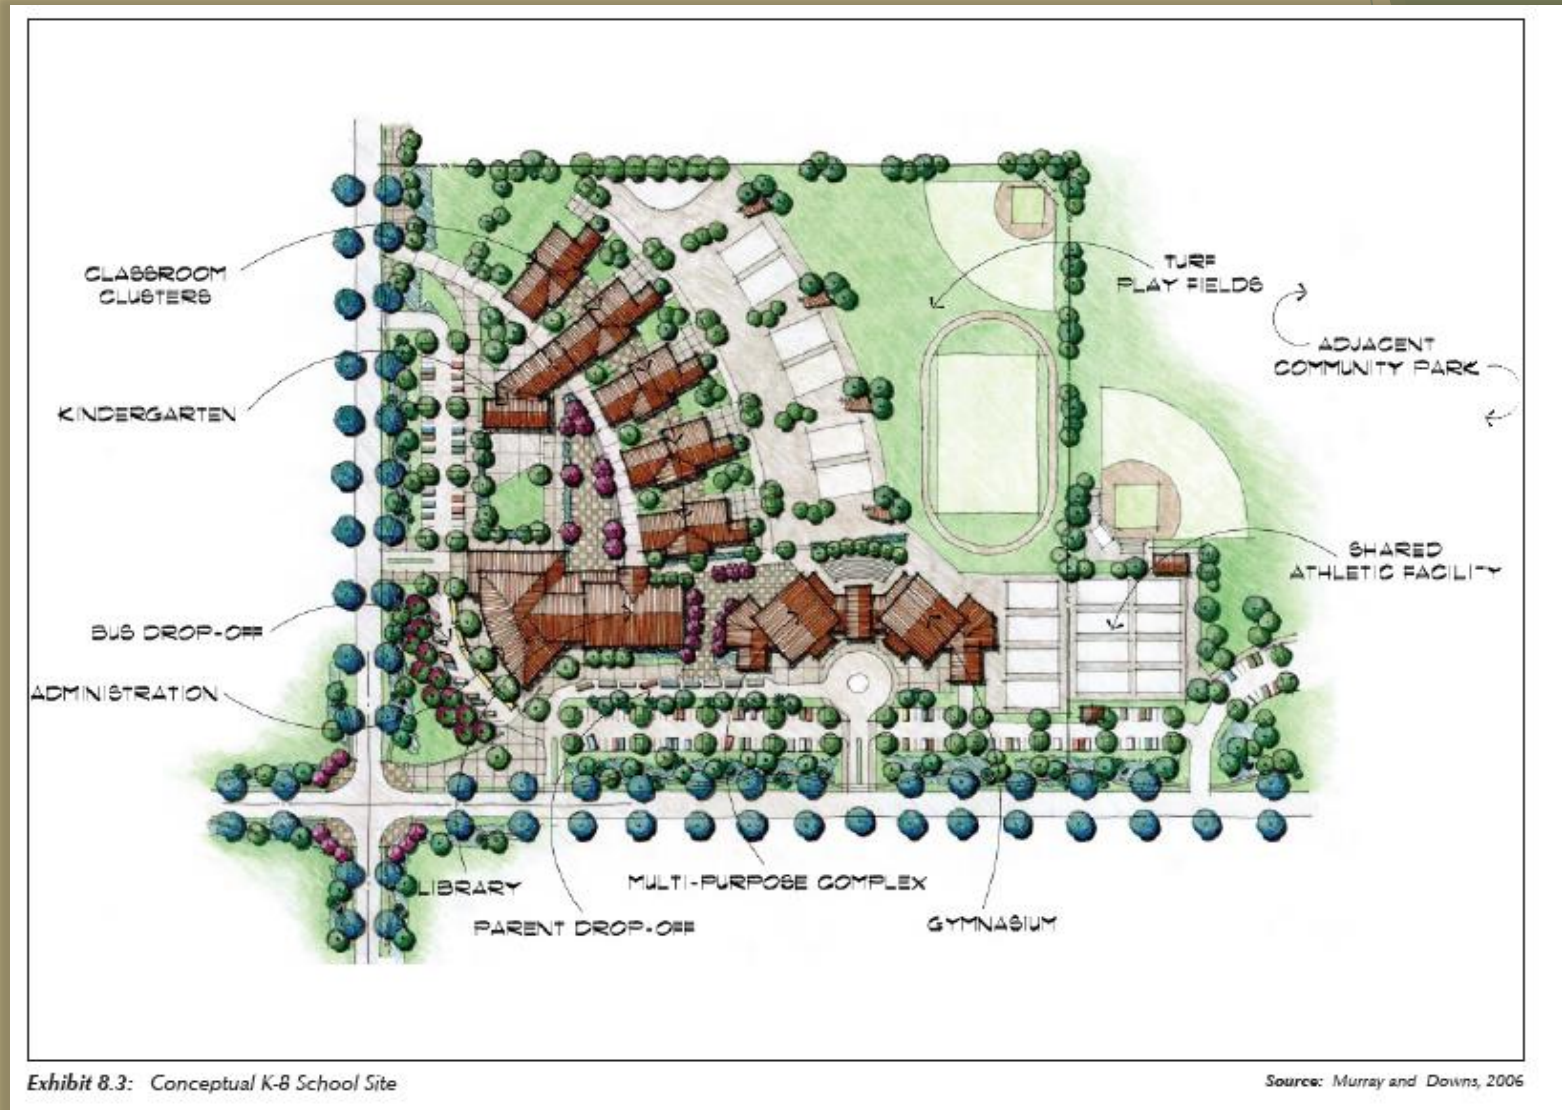 CLASSROOM
CLUSTERS
TURF
PLAY FIELDS
ADJACENT
COMMUNITY PARK
KINDERGARTEN
SHARED
ATHLETIC FACILITY
BUS DROP-OFF
ADMINISTRATION
LIBRARY
MULTI-PURPOSE COMPLEX
PARENT DROP-OFF
GYMNASIUM
Exhibit 8.3: Conceptual K-8 School Site
Source: Murray and Downs, 2006